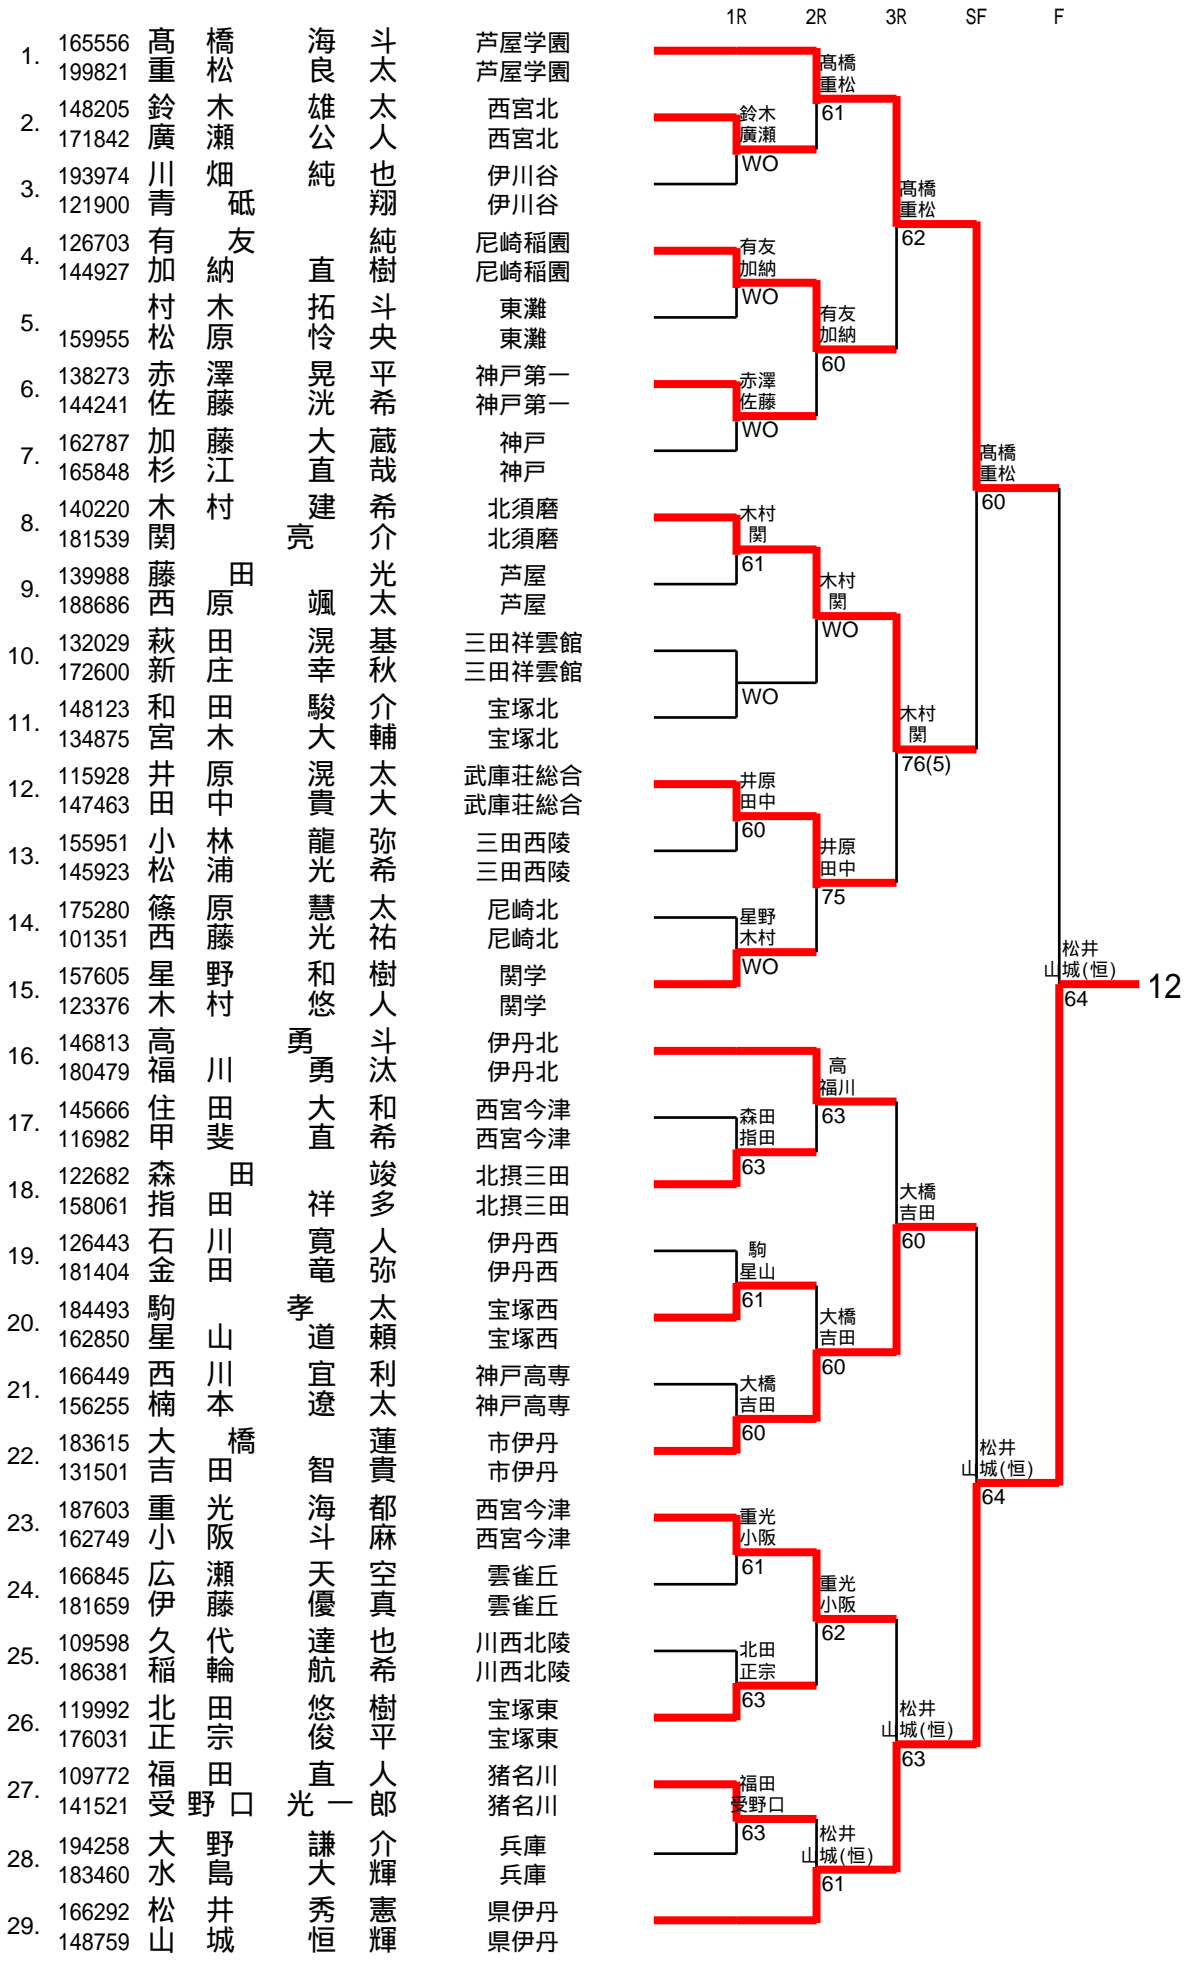 1R 2R 3R SF F
1. 165556 髙橋 海斗 芦屋学園
199821 重松 良太 芦屋学園
2. 148205 鈴木 雄太 西宮北
171842 廣瀬 公人 西宮北
3. 193974 川畑 純也 伊川谷
121900 青砥 翔 伊川谷
4. 126703 有友 純 尼崎稲園
144927 加納 直樹 尼崎稲園
5. 村木 拓斗 東灘
159955 松原 怜央 東灘
6. 138273 赤澤 晃平 神戸第一
144241 佐藤 洸希 神戸第一
7. 162787 加藤 大蔵 神戸
165848 杉江 直哉 神戸
8. 140220 木村 建希 北須磨
181539 関 亮介 北須磨
9. 139988 藤田 光 芦屋
188686 西原 颯太 芦屋
10. 132029 萩田 滉基 三田祥雲館
172600 新庄 幸秋 三田祥雲館
11. 148123 和田 駿介 宝塚北
134875 宮木 大輔 宝塚北
12. 115928 井原 滉太 武庫荘総合
147463 田中 貴大 武庫荘総合
13. 155951 小林 龍弥 三田西陵
145923 松浦 光希 三田西陵
14. 175280 篠原 慧太 尼崎北
101351 西藤 光祐 尼崎北
15. 157605 星野 和樹 関学
123376 木村 悠人 関学
16. 146813 高 勇斗 伊丹北
180479 福川 勇汰 伊丹北
17. 145666 住田 大和 西宮今津
116982 甲斐 直希 西宮今津
18. 122682 森田 竣 北摂三田
158061 指田 祥多 北摂三田
19. 126443 石川 寛人 伊丹西
181404 金田 竜弥 伊丹西
20. 184493 駒 孝太 宝塚西
162850 星山 道頼 宝塚西
21. 166449 西川 宜利 神戸高専
156255 楠本 遼太 神戸高専
22. 183615 大橋 蓮 市伊丹
131501 吉田 智貴 市伊丹
23. 187603 重光 海都 西宮今津
162749 小阪 斗麻 西宮今津
24. 166845 広瀬 天空 雲雀丘
181659 伊藤 優真 雲雀丘
25. 109598 久代 達也 川西北陵
186381 稲輪 航希 川西北陵
26. 119992 北田 悠樹 宝塚東
176031 正宗 俊平 宝塚東
27. 109772 福田 直人 猪名川
141521 受野口 光一郎 猪名川
28. 194258 大野 謙介 兵庫
183460 水島 大輝 兵庫
29. 166292 松井 秀憲 県伊丹
148759 山城 恒輝 県伊丹
鈴木
廣瀬
WO
有友
加納
WO
赤澤
佐藤
WO
木村
関
61
WO
井原
田中
60
星野
木村
WO
森田
指田
63
駒
星山
61
大橋
吉田
60
重光
小阪
61
北田
正宗
63
福田
受野口
63
髙橋
重松
61
有友
加納
60
木村
関
WO
井原
田中
75
高
福川
63
大橋
吉田
60
重光
小阪
62
松井
山城(恒)
61
髙橋
重松
62
木村
関
76(5)
大橋
吉田
60
松井
山城(恒)
63
髙橋
重松
60
松井
山城(恒)
64
松井
山城(恒)
64
12